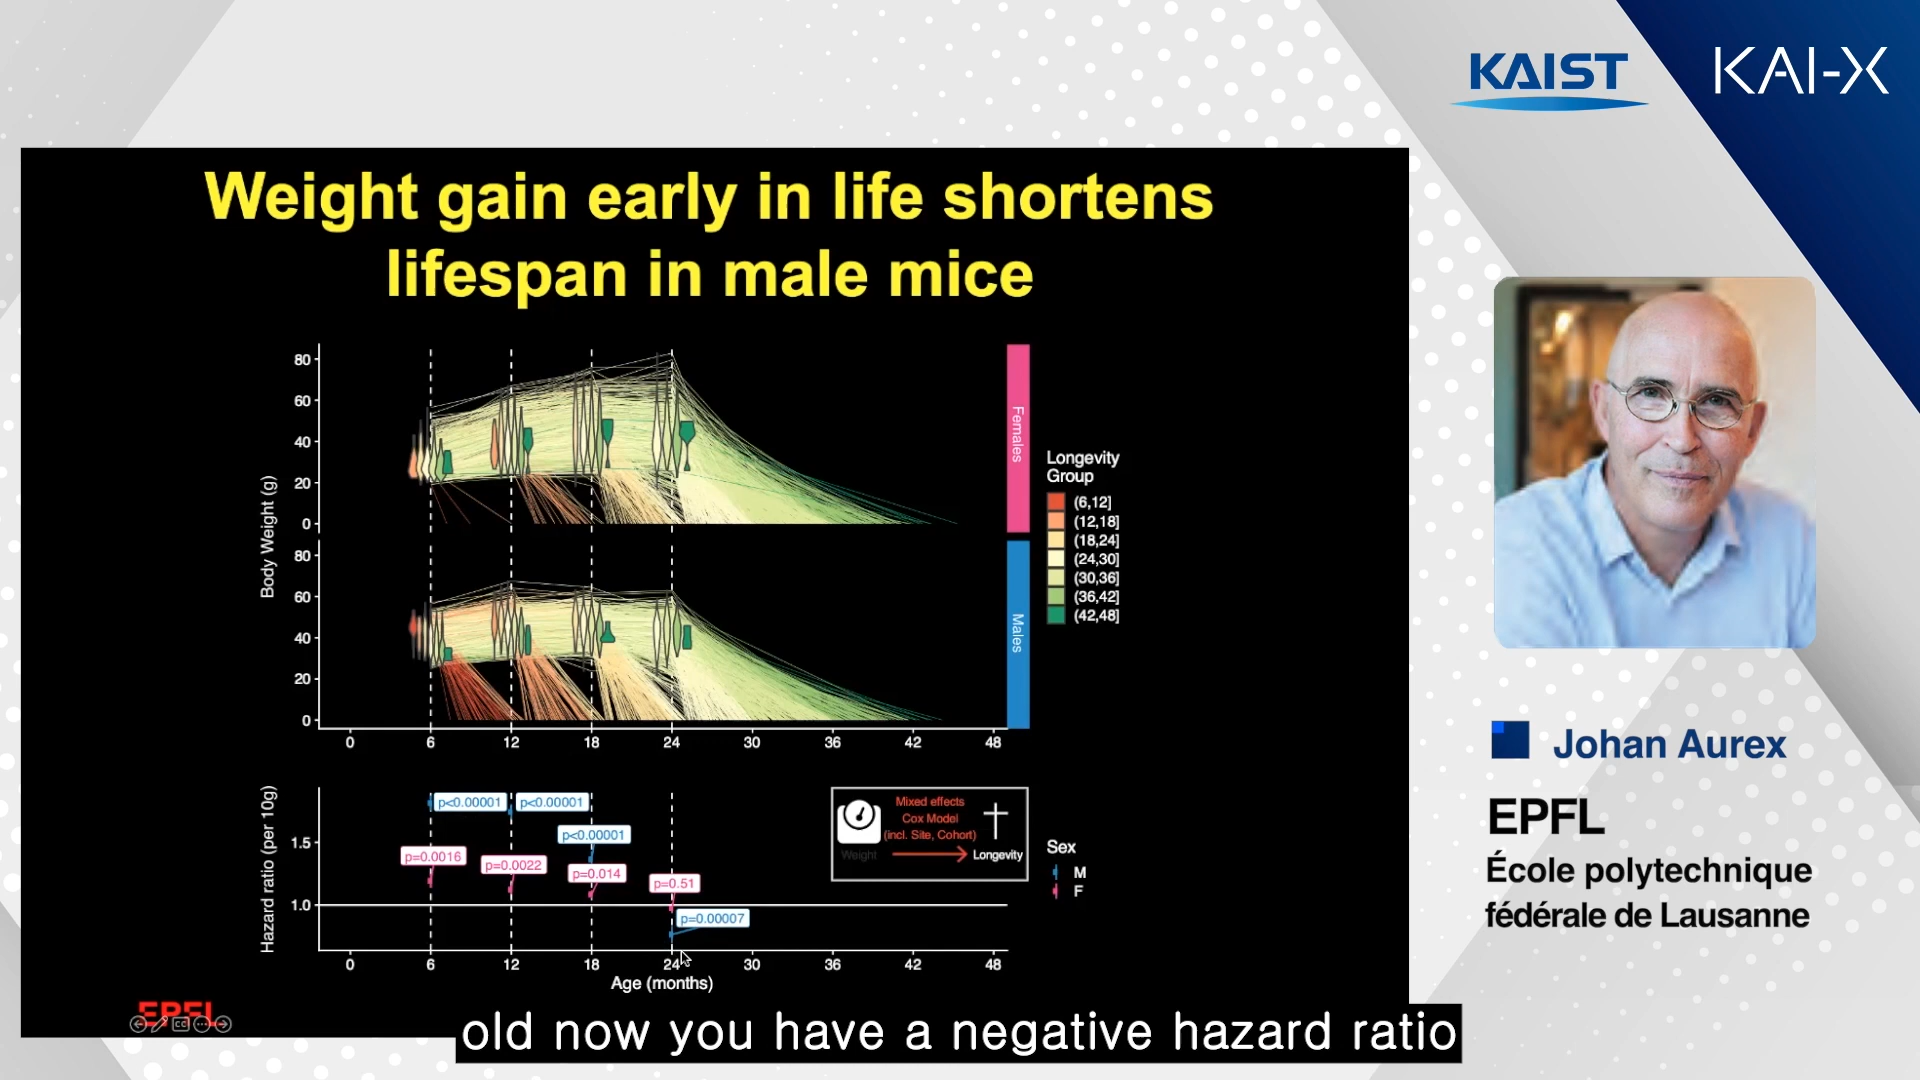 KAIST
KAI-X
Weight gain early in life shortens
lifespan in male mice
Body Weight (g)
80
60
40
20
0
Females
80
60
40
20
0
Males
0 6 12 18 24 30 36 42 48
Longevity
Group
(6,12]
(12,18]
(18,24]
(24,30]
(30,36]
(36,42]
(42,48]
Hazard ratio (per 10g)
1.5
1.0
p<0.00001 p<0.00001
p<0.00001
p=0.0016
p=0.0022
p=0.014
p=0.51
p=0.00007
Mixed effects
Cox Model
(incl. Site, Cohort)
Weight
Longevity
Sex
M
F
0 6 12 18 24 30 36 42 48
Age (months)
EPFL
cc
old now you have a negative hazard ratio
Johan Aurex
EPFL
École polytechnique
fédérale de Lausanne